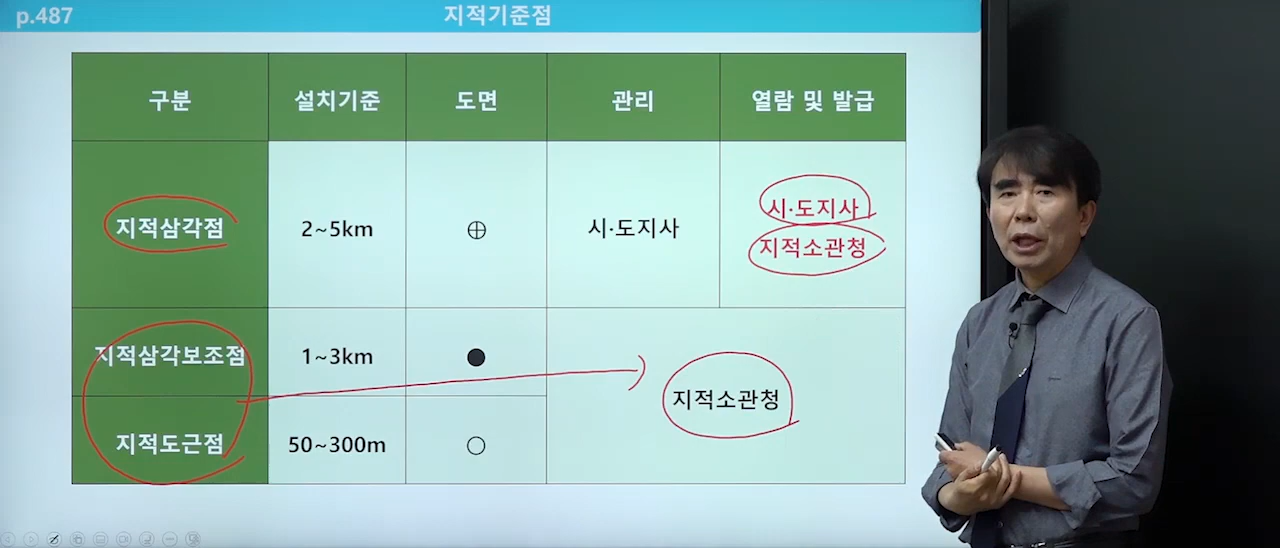 p.487
지적기준점
구분 설치기준 도면 관리 열람 및 발급
지적삼각점 2~5km 시·도지사 시·도지사
지적소관청
지적삼각보조점 1~3km
지적소관청
지적도근점 50~300m